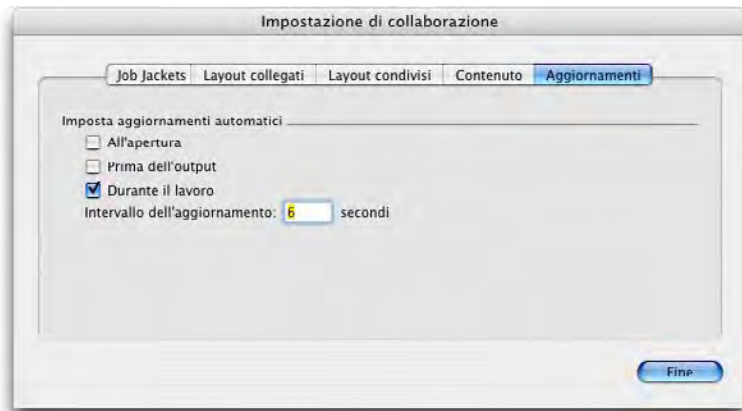 Impostazione di collaborazione
Job Jackets Layout collegati Layout condivisi Contenuto Aggiornamenti
Imposta aggiornamenti automatici
All'apertura
Prima dell'output
Durante il lavoro
Intervallo dell'aggiornamento: 6 secondi
Fine